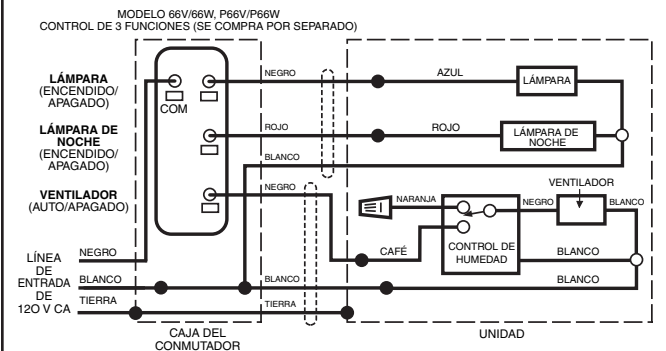 MODELO 66V/66W, P66V/P66W
CONTROL DE 3 FUNCIONES (SE COMPRA POR SEPARADO)
LÁMPARA
(ENCENDIDO/
APAGADO)
COM
NEGRO
AZUL
LÁMPARA
LÁMPARA DE
NOCHE
(ENCENDIDO/
APAGADO)
ROJO
ROJO
LÁMPARA DE
NOCHE
BLANCO
VENTILADOR
(AUTO/APAGADO)
NEGRO
NARANJA
NEGRO
VENTILADOR
BLANCO
CAFÉ
CONTROL DE
HUMEDAD
BLANCO
LÍNEA
DE
ENTRADA
DE
12O V CA
NEGRO
BLANCO
BLANCO
BLANCO
TIERRA
TIERRA
CAJA DEL
CONMUTADOR
UNIDAD